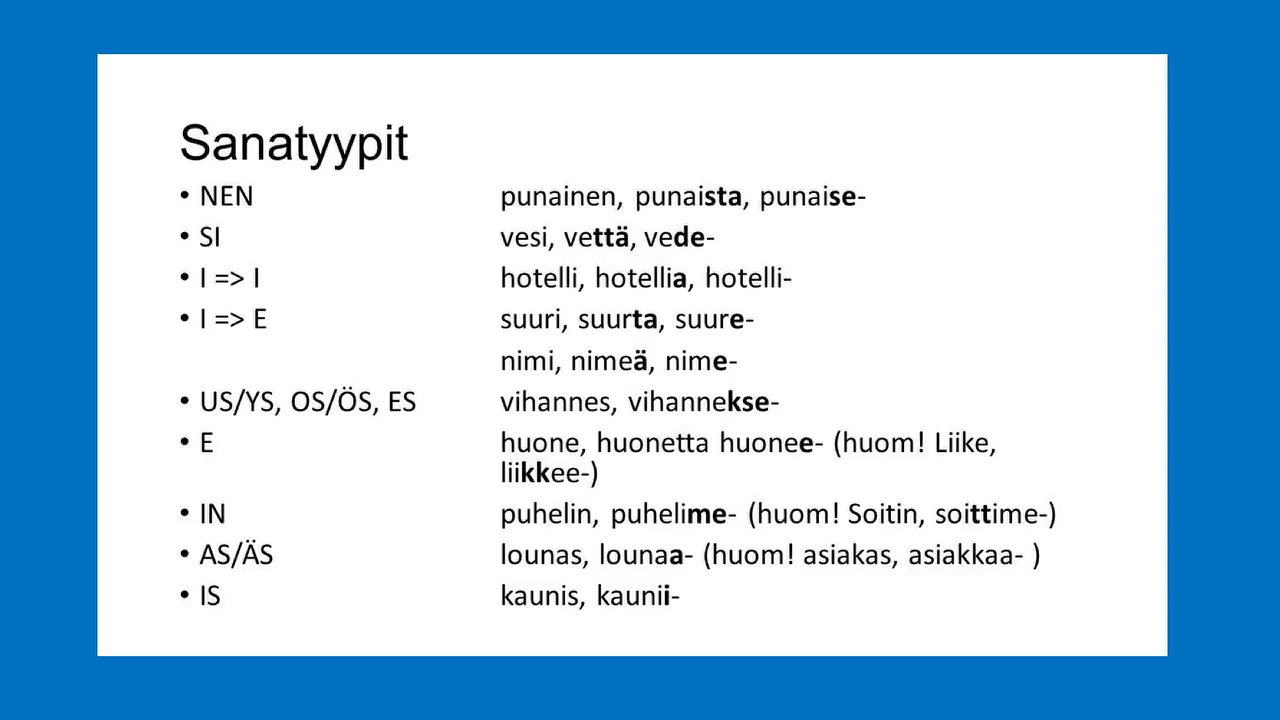 Sanatyypit
• NEN punainen, punaista, punaise-
• SI vesi, vettä, vede-
• I => I hotelli, hotellia, hotelli-
• I => E suuri, suurta, suure-
nimi, nimeä, nime-
• US/YS, OS/ÖS, ES vihannes, vihannekse-
• E huone, huonetta huonee- (huom! Liike,
liikkee-)
• IN puhelin, puhelime- (huom! Soitin, soittime-)
• AS/ÄS lounas, lounaa- (huom! asiakas, asiakkaa- )
• IS kaunis, kaunii-